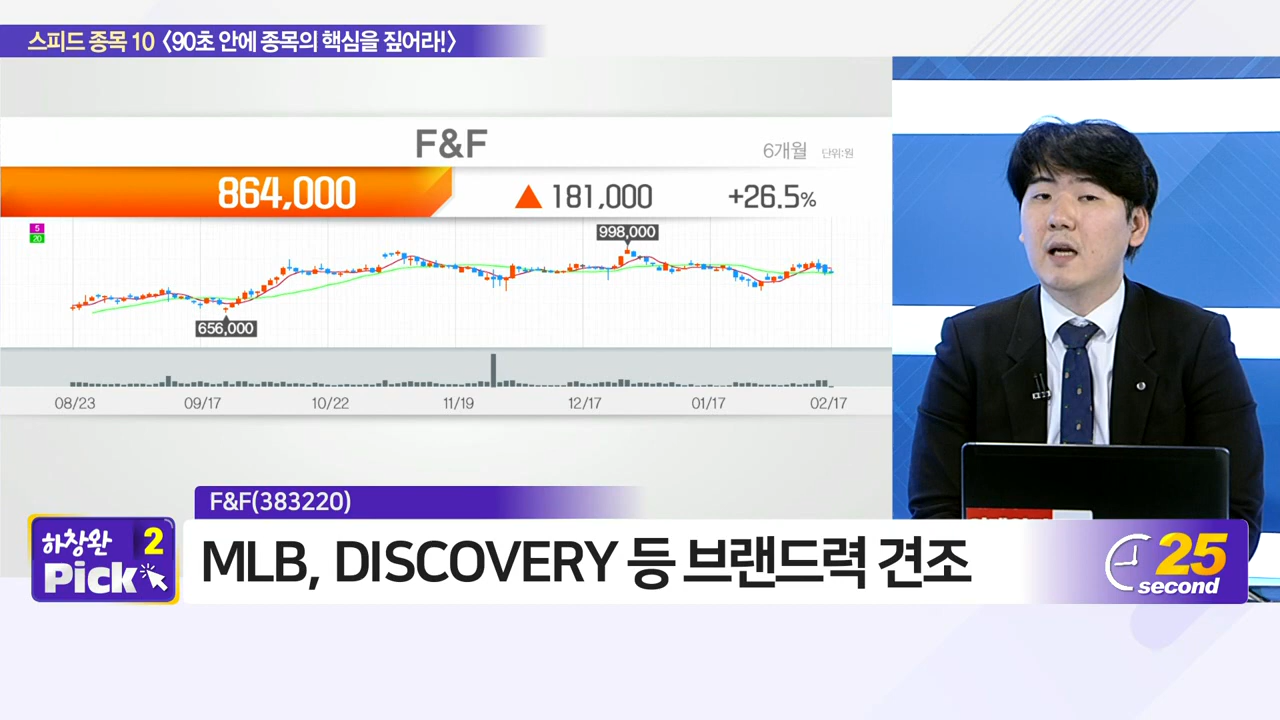 스피드 종목 10 <90초 안에 종목의 핵심을 짚어라!>
F&F
6개월 단위:원
864,000 ▲ 181,000 +26.5%
5
20
998,000
656,000
08/23 09/17 10/22 11/19 12/17 01/17 02/17
F&F(383220)
하창완 2
Pick
MLB, DISCOVERY 등 브랜드력 견조
25
second